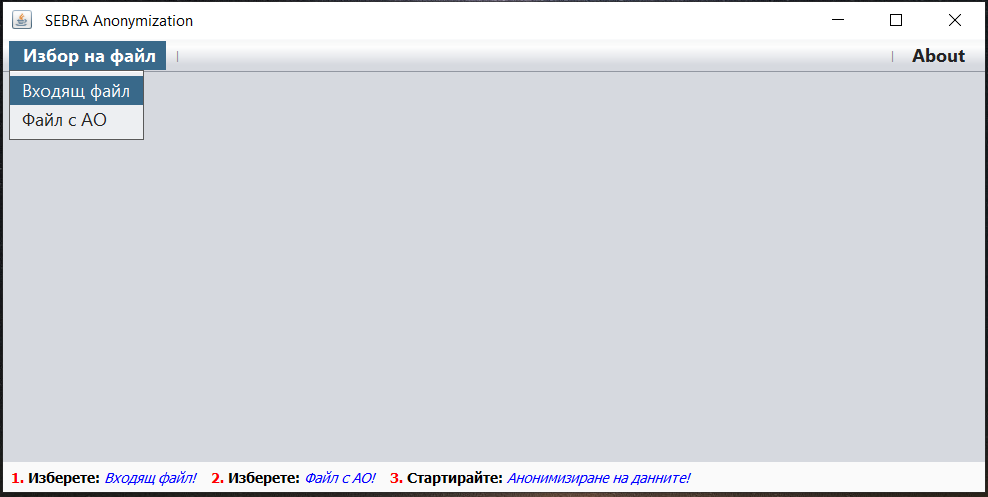 SEBRA Anonymization
Избор на файл | | About
Входящ файл
Файл с АО
1. Изберете: Входящ файл! 2. Изберете: Файл с АО! 3. Стартирайте: Анонимизиране на данните!